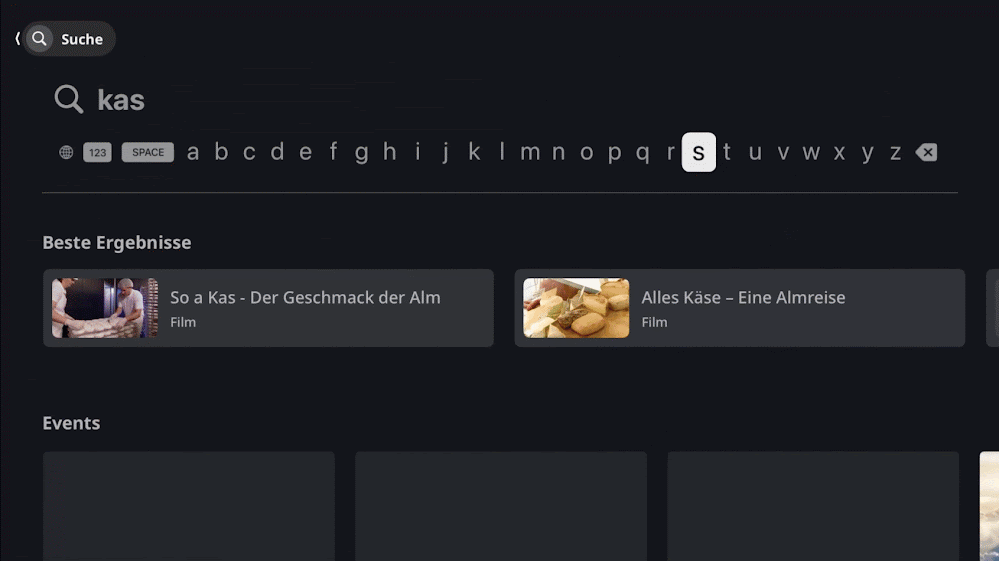 Suche
kas
123 SPACE a b c d e f g h i j k l m n o p q r s t u v w x y z
Beste Ergebnisse
So a Kas - Der Geschmack der Alm
Film
Alles Käse – Eine Almreise
Film
Events